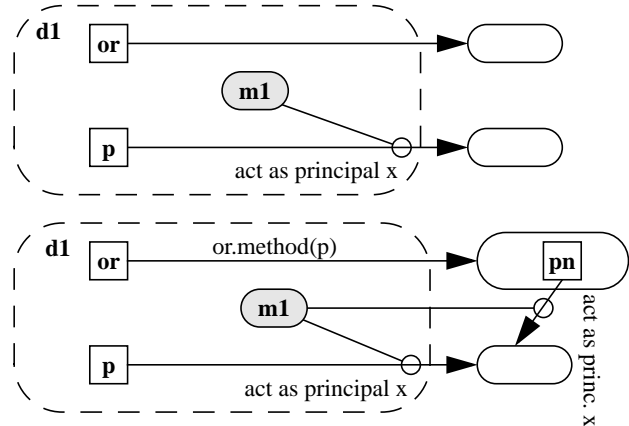 d1
or
m1
p
act as principal x
d1
or
or.method(p)
pn
m1
act as princ. x
p
act as principal x